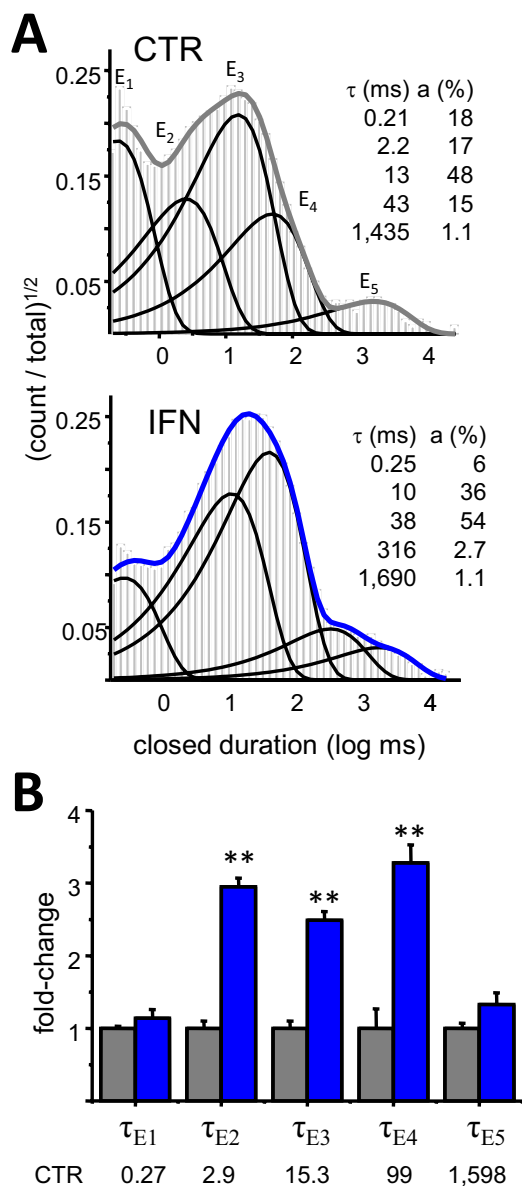 A
CTR
E1
E2
E3
E4
E5
τ (ms) a (%)
0.21 18
2.2 17
13 48
43 15
1,435 1.1
0.25
0.15
0.05
0 1 2 3 4
(count / total)1/2
IFN
τ (ms) a (%)
0.25 6
10 36
38 54
316 2.7
1,690 1.1
0.25
0.15
0.05
0 1 2 3 4
closed duration (log ms)
B
fold-change
4
3
2
1
0
**
**
**
τE1 τE2 τE3 τE4 τE5
CTR 0.27 2.9 15.3 99 1,598